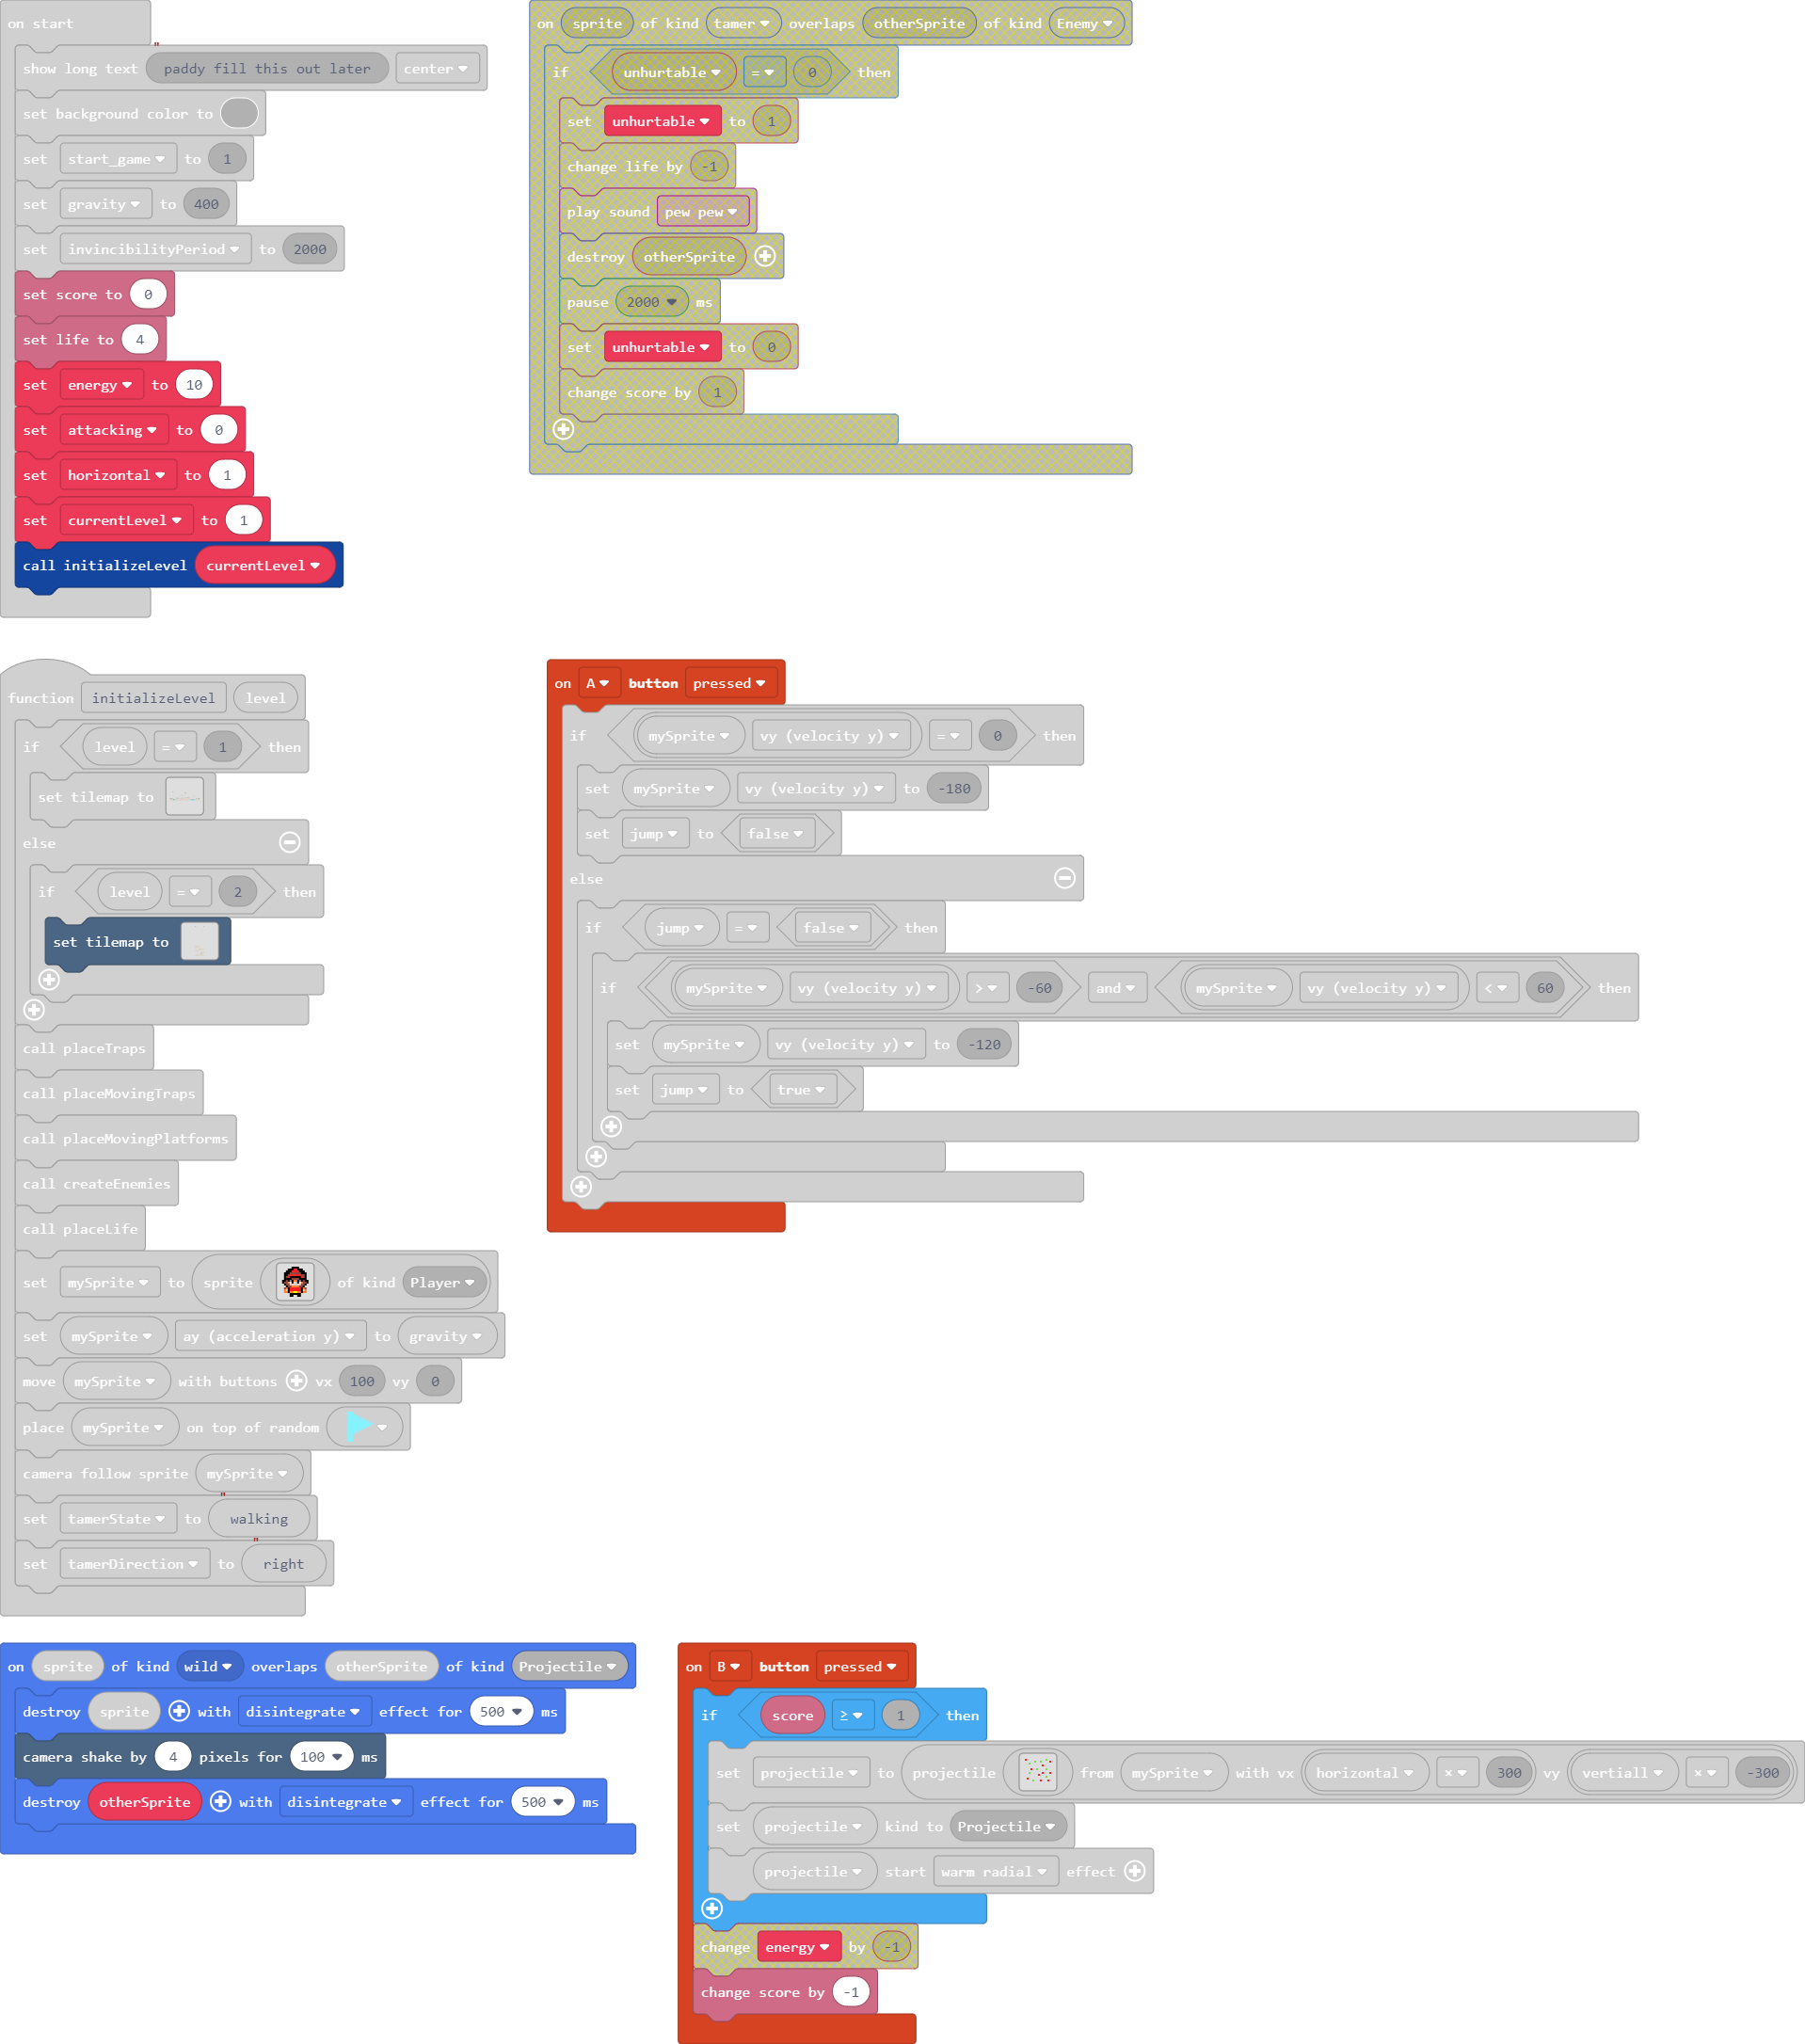 on start
show long text " paddy fill this out later center
set background color to
set start_game to 1
set gravity to 400
set invincibilityPeriod to 2000
set score to 0
set life to 4
set energy to 10
set attacking to 0
set horizontal to 1
set currentLevel to 1
call initializeLevel currentLevel
on sprite of kind tamer overlaps otherSprite of kind Enemy
if unhurtable = 0 then
set unhurtable to 1
change life by -1
play sound pew pew
destroy otherSprite
pause 2000 ms
set unhurtable to 0
change score by 1
function initializeLevel level
if level = 1 then
set tilemap to
else
if level = 2 then
set tilemap to
call placeTraps
call placeMovingTraps
call placeMovingPlatforms
call createEnemies
call placeLife
set mySprite to sprite of kind Player
set mySprite ay (acceleration y) to gravity
move mySprite with buttons vx 100 vy 0
place mySprite on top of random
camera follow sprite mySprite
set tamerState to " walking
set tamerDirection to " right
on A button pressed
if mySprite vy (velocity y) = 0 then
set mySprite vy (velocity y) to -180
set jump to false
else
if jump = false then
if mySprite vy (velocity y) > -60 and mySprite vy (velocity y) < 60 then
set mySprite vy (velocity y) to -120
set jump to true
on sprite of kind wild overlaps otherSprite of kind Projectile
destroy sprite with disintegrate effect for 500 ms
camera shake by 4 pixels for 100 ms
destroy otherSprite with disintegrate effect for 500 ms
on B button pressed
if score ≥ 1 then
set projectile to projectile from mySprite with vx horizontal × 300 vy vertiall × -300
set projectile kind to Projectile
projectile start warm radial effect
change energy by -1
change score by -1